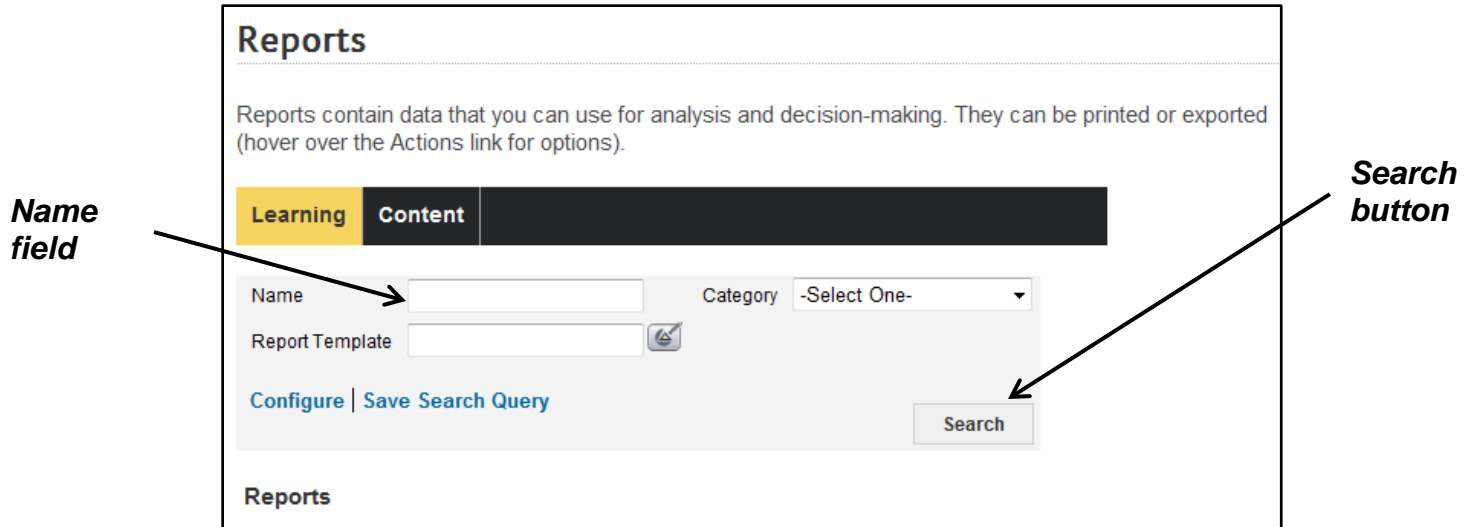 Reports
Reports contain data that you can use for analysis and decision-making. They can be printed or exported
(hover over the Actions link for options).
Search
button
Name
field
Learning Content
Name Category -Select One-
Report Template
Configure | Save Search Query
Search
Reports